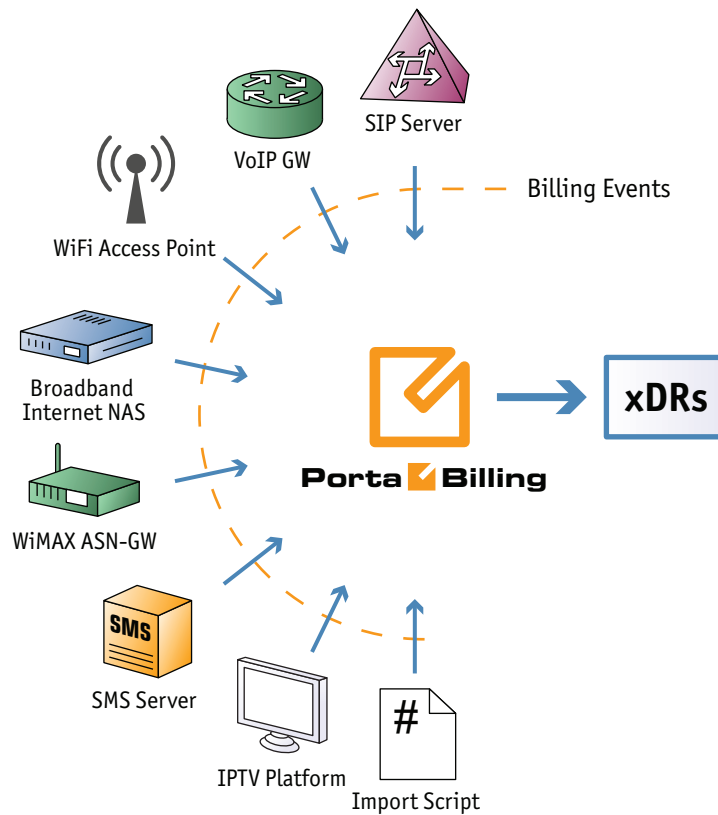 SIP Server
VoIP GW
Billing Events
WiFi Access Point
Broadband
Internet NAS
xDRs
Porta Billing
WiMAX ASN-GW
SMS
SMS Server
#
IPTV Platform
Import Script